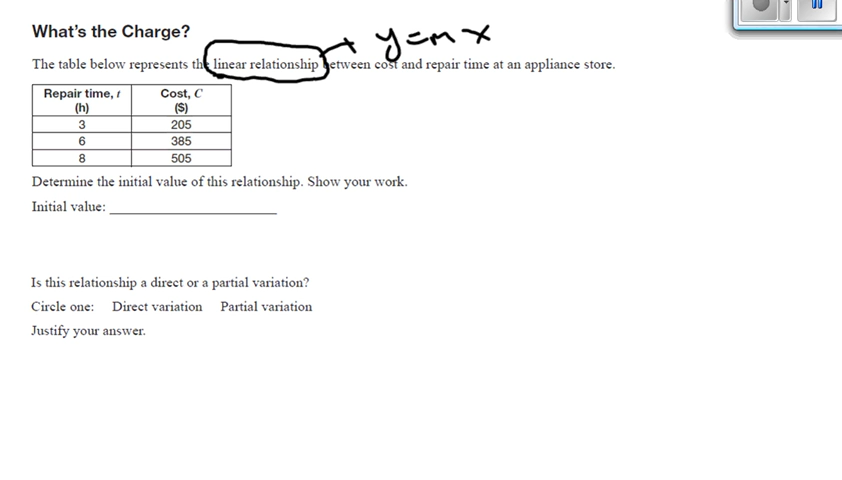 What's the Charge?
y=mx
The table below represents the linear relationship between cost and repair time at an appliance store.
Repair time, t (h) Cost, C ($)
3 205
6 385
8 505
Determine the initial value of this relationship. Show your work.
Initial value: ____________________
Is this relationship a direct or a partial variation?
Circle one: Direct variation Partial variation
Justify your answer.